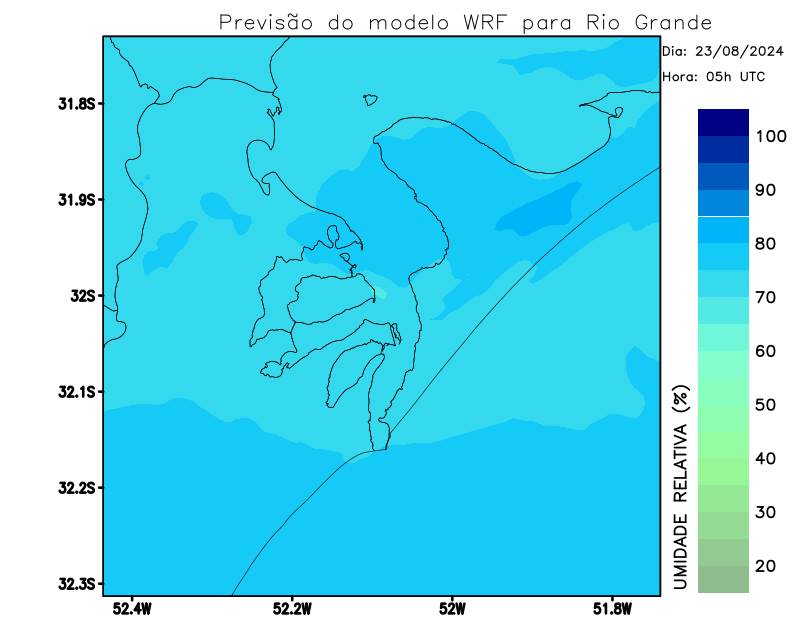 Previsão do modelo WRF para Rio Grande
Dia: 23/08/2024
Hora: 05h UTC
31.8S
31.9S
32S
32.1S
32.2S
32.3S
52.4W
52.2W
52W
51.8W
100
90
80
70
60
50
40
30
20
UMIDADE RELATIVA (%)